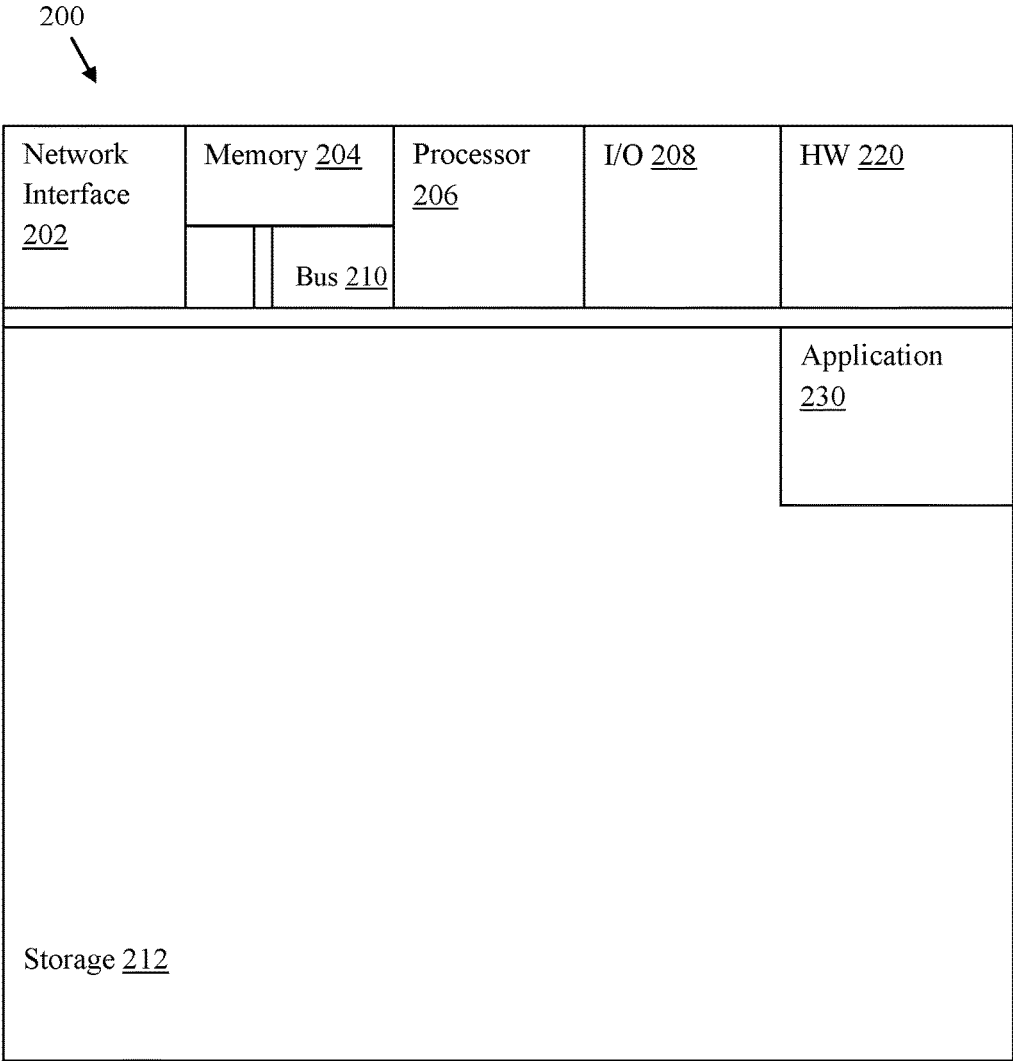 200
Network
Interface
202
Memory 204
Bus 210
Processor
206
I/O 208
HW 220
Application
230
Storage 212